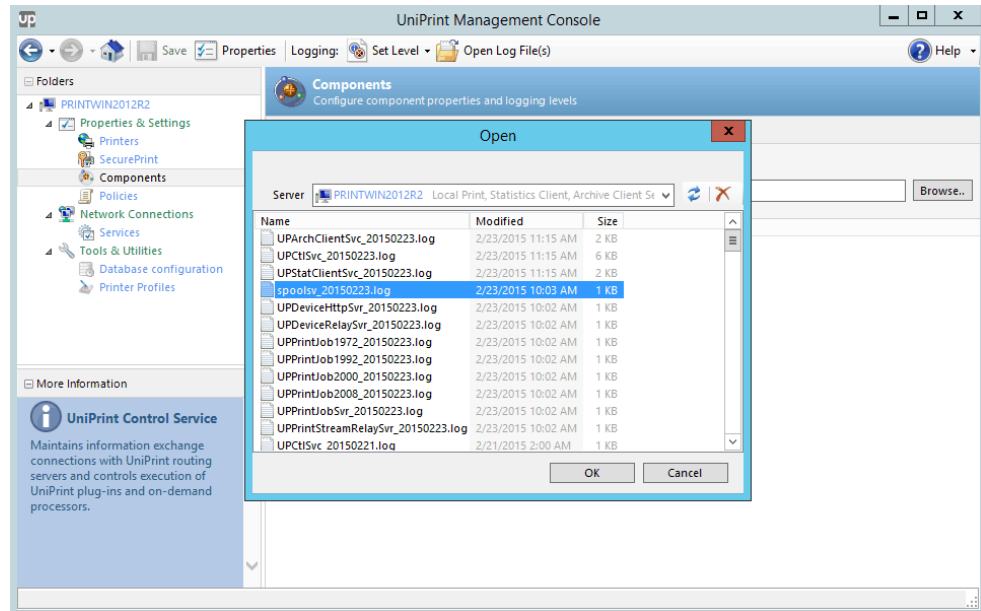 up
UniPrint Management Console
Save Properties Logging: Set Level Open Log File(s) Help
Folders
PRINTWIN2012R2
Properties & Settings
Printers
SecurePrint
Components
Policies
Network Connections
Services
Tools & Utilities
Database configuration
Printer Profiles
More Information
UniPrint Control Service
Maintains information exchange
connections with UniPrint routing
servers and controls execution of
UniPrint plug-ins and on-demand
processors.
Components
Configure component properties and logging levels
Browse..
Open
Server PRINTWIN2012R2 Local Print, Statistics Client, Archive Client Se
Name Modified Size
UPArchClientSvc_20150223.log 2/23/2015 11:15 AM 2 KB
UPCtlSvc_20150223.log 2/23/2015 11:15 AM 6 KB
UPStatClientSvc_20150223.log 2/23/2015 11:15 AM 2 KB
spoolsv_20150223.log 2/23/2015 10:03 AM 1 KB
UPDeviceHttpSvr_20150223.log 2/23/2015 10:02 AM 1 KB
UPDeviceRelaySvr_20150223.log 2/23/2015 10:02 AM 1 KB
UPPrintJob1972_20150223.log 2/23/2015 10:02 AM 1 KB
UPPrintJob1992_20150223.log 2/23/2015 10:02 AM 1 KB
UPPrintJob2000_20150223.log 2/23/2015 10:02 AM 1 KB
UPPrintJob2008_20150223.log 2/23/2015 10:02 AM 1 KB
UPPrintJobSvr_20150223.log 2/23/2015 10:02 AM 1 KB
UPPrintStreamRelaySvr_20150223.log 2/23/2015 10:02 AM 1 KB
UPCtlSvc_20150221.log 2/21/2015 2:00 AM 1 KB
OK Cancel